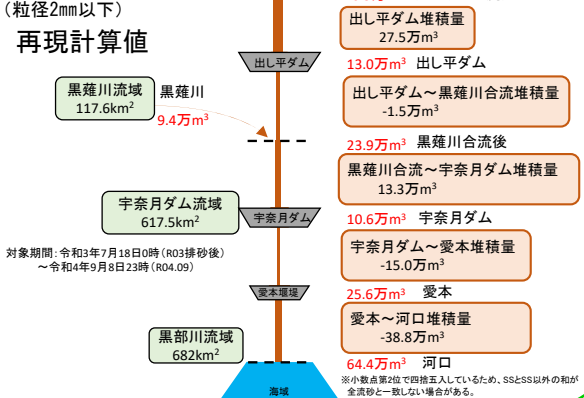 （粒径2mm以下）
再現計算値
出し平ダム堆積量
27.5万m³
出し平ダム
13.0万m³ 出し平ダム
黒薙川流域
117.6km²
黒薙川
9.4万m³
出し平ダム～黒薙川合流堆積量
-1.5万m³
23.9万m³ 黒薙川合流後
黒薙川合流～宇奈月ダム堆積量
13.3万m³
宇奈月ダム流域
617.5km²
宇奈月ダム
10.6万m³ 宇奈月ダム
対象期間：令和3年7月18日0時（R03排砂後）
～令和4年9月8日23時（R04.09）
宇奈月ダム～愛本堆積量
-15.0万m³
愛本堰堤
25.6万m³ 愛本
愛本～河口堆積量
-38.8万m³
黒部川流域
682km²
64.4万m³ 河口
海域
※小数点第2位で四捨五入しているため、SSとSS以外の和が
全流砂と一致しない場合がある。